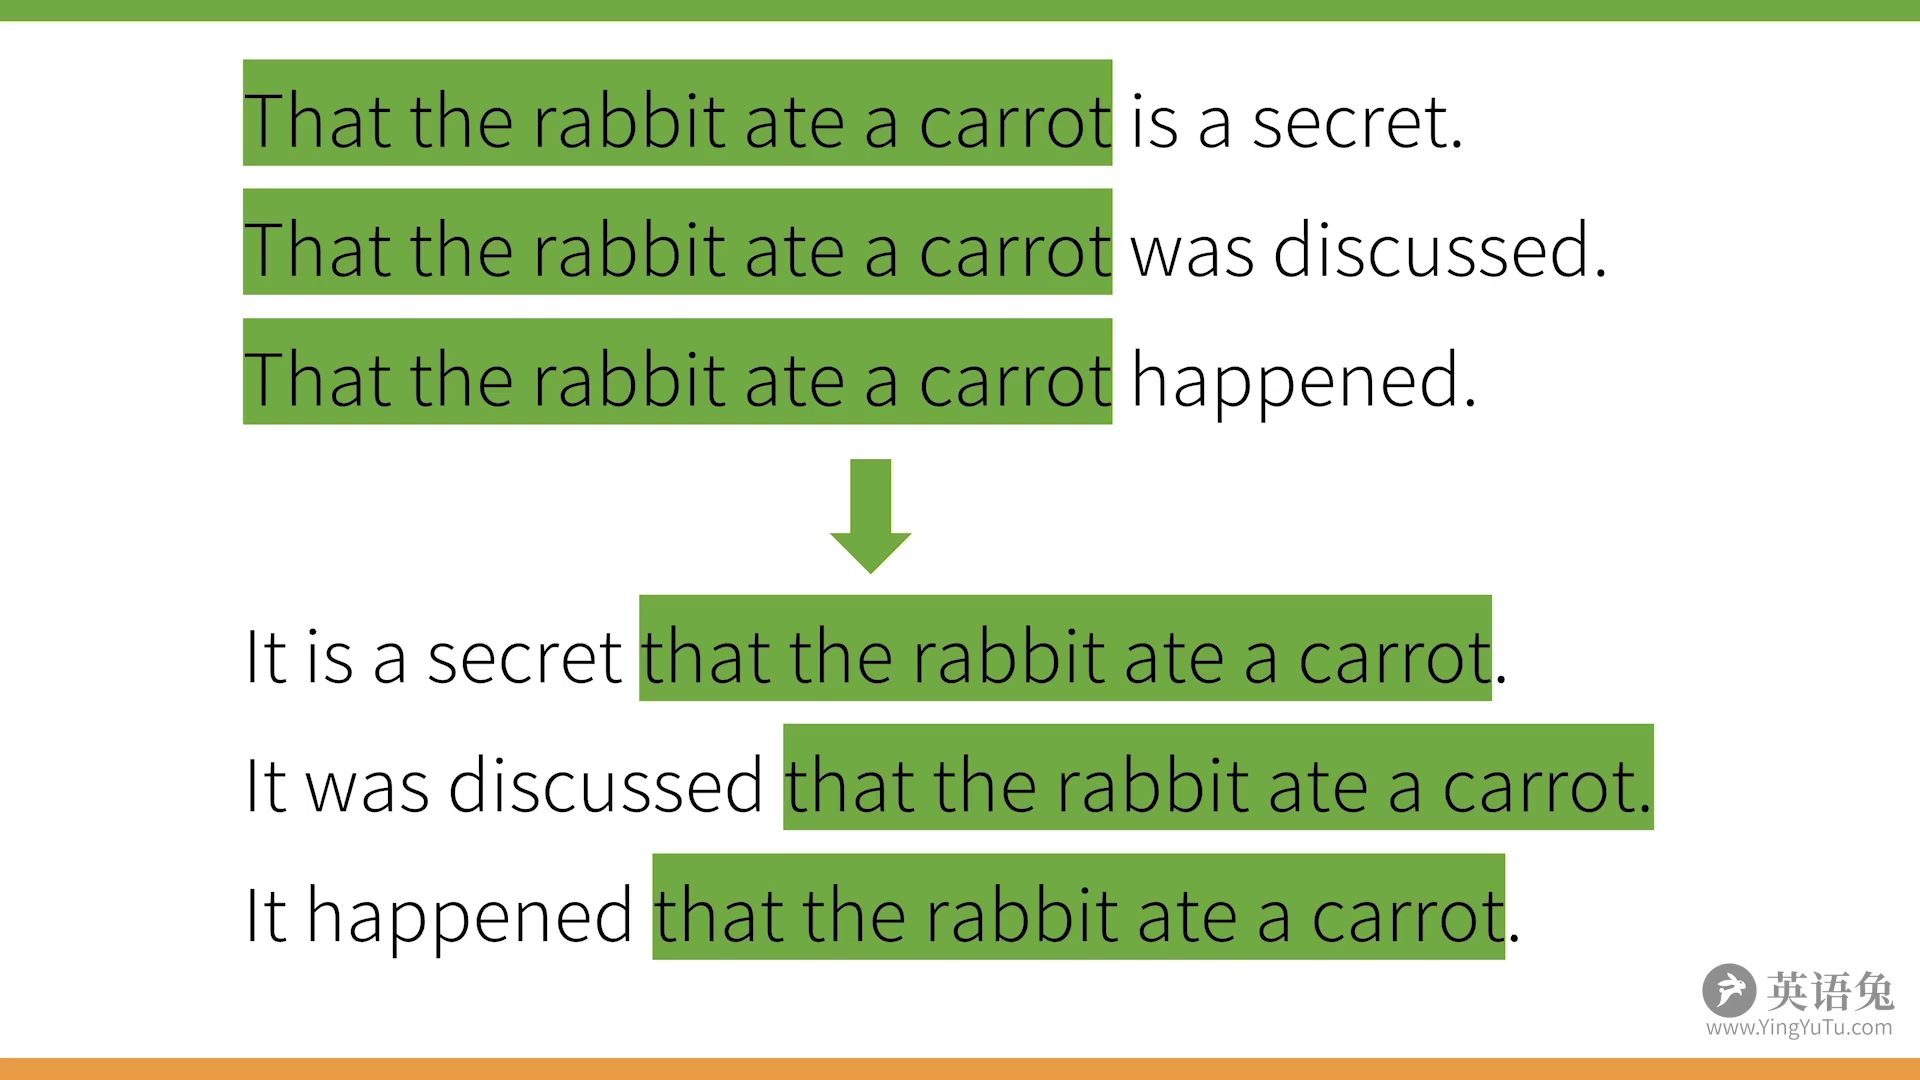 That the rabbit ate a carrot is a secret.
That the rabbit ate a carrot was discussed.
That the rabbit ate a carrot happened.
It is a secret that the rabbit ate a carrot.
It was discussed that the rabbit ate a carrot.
It happened that the rabbit ate a carrot.
英语兔
www.YingYuTu.com